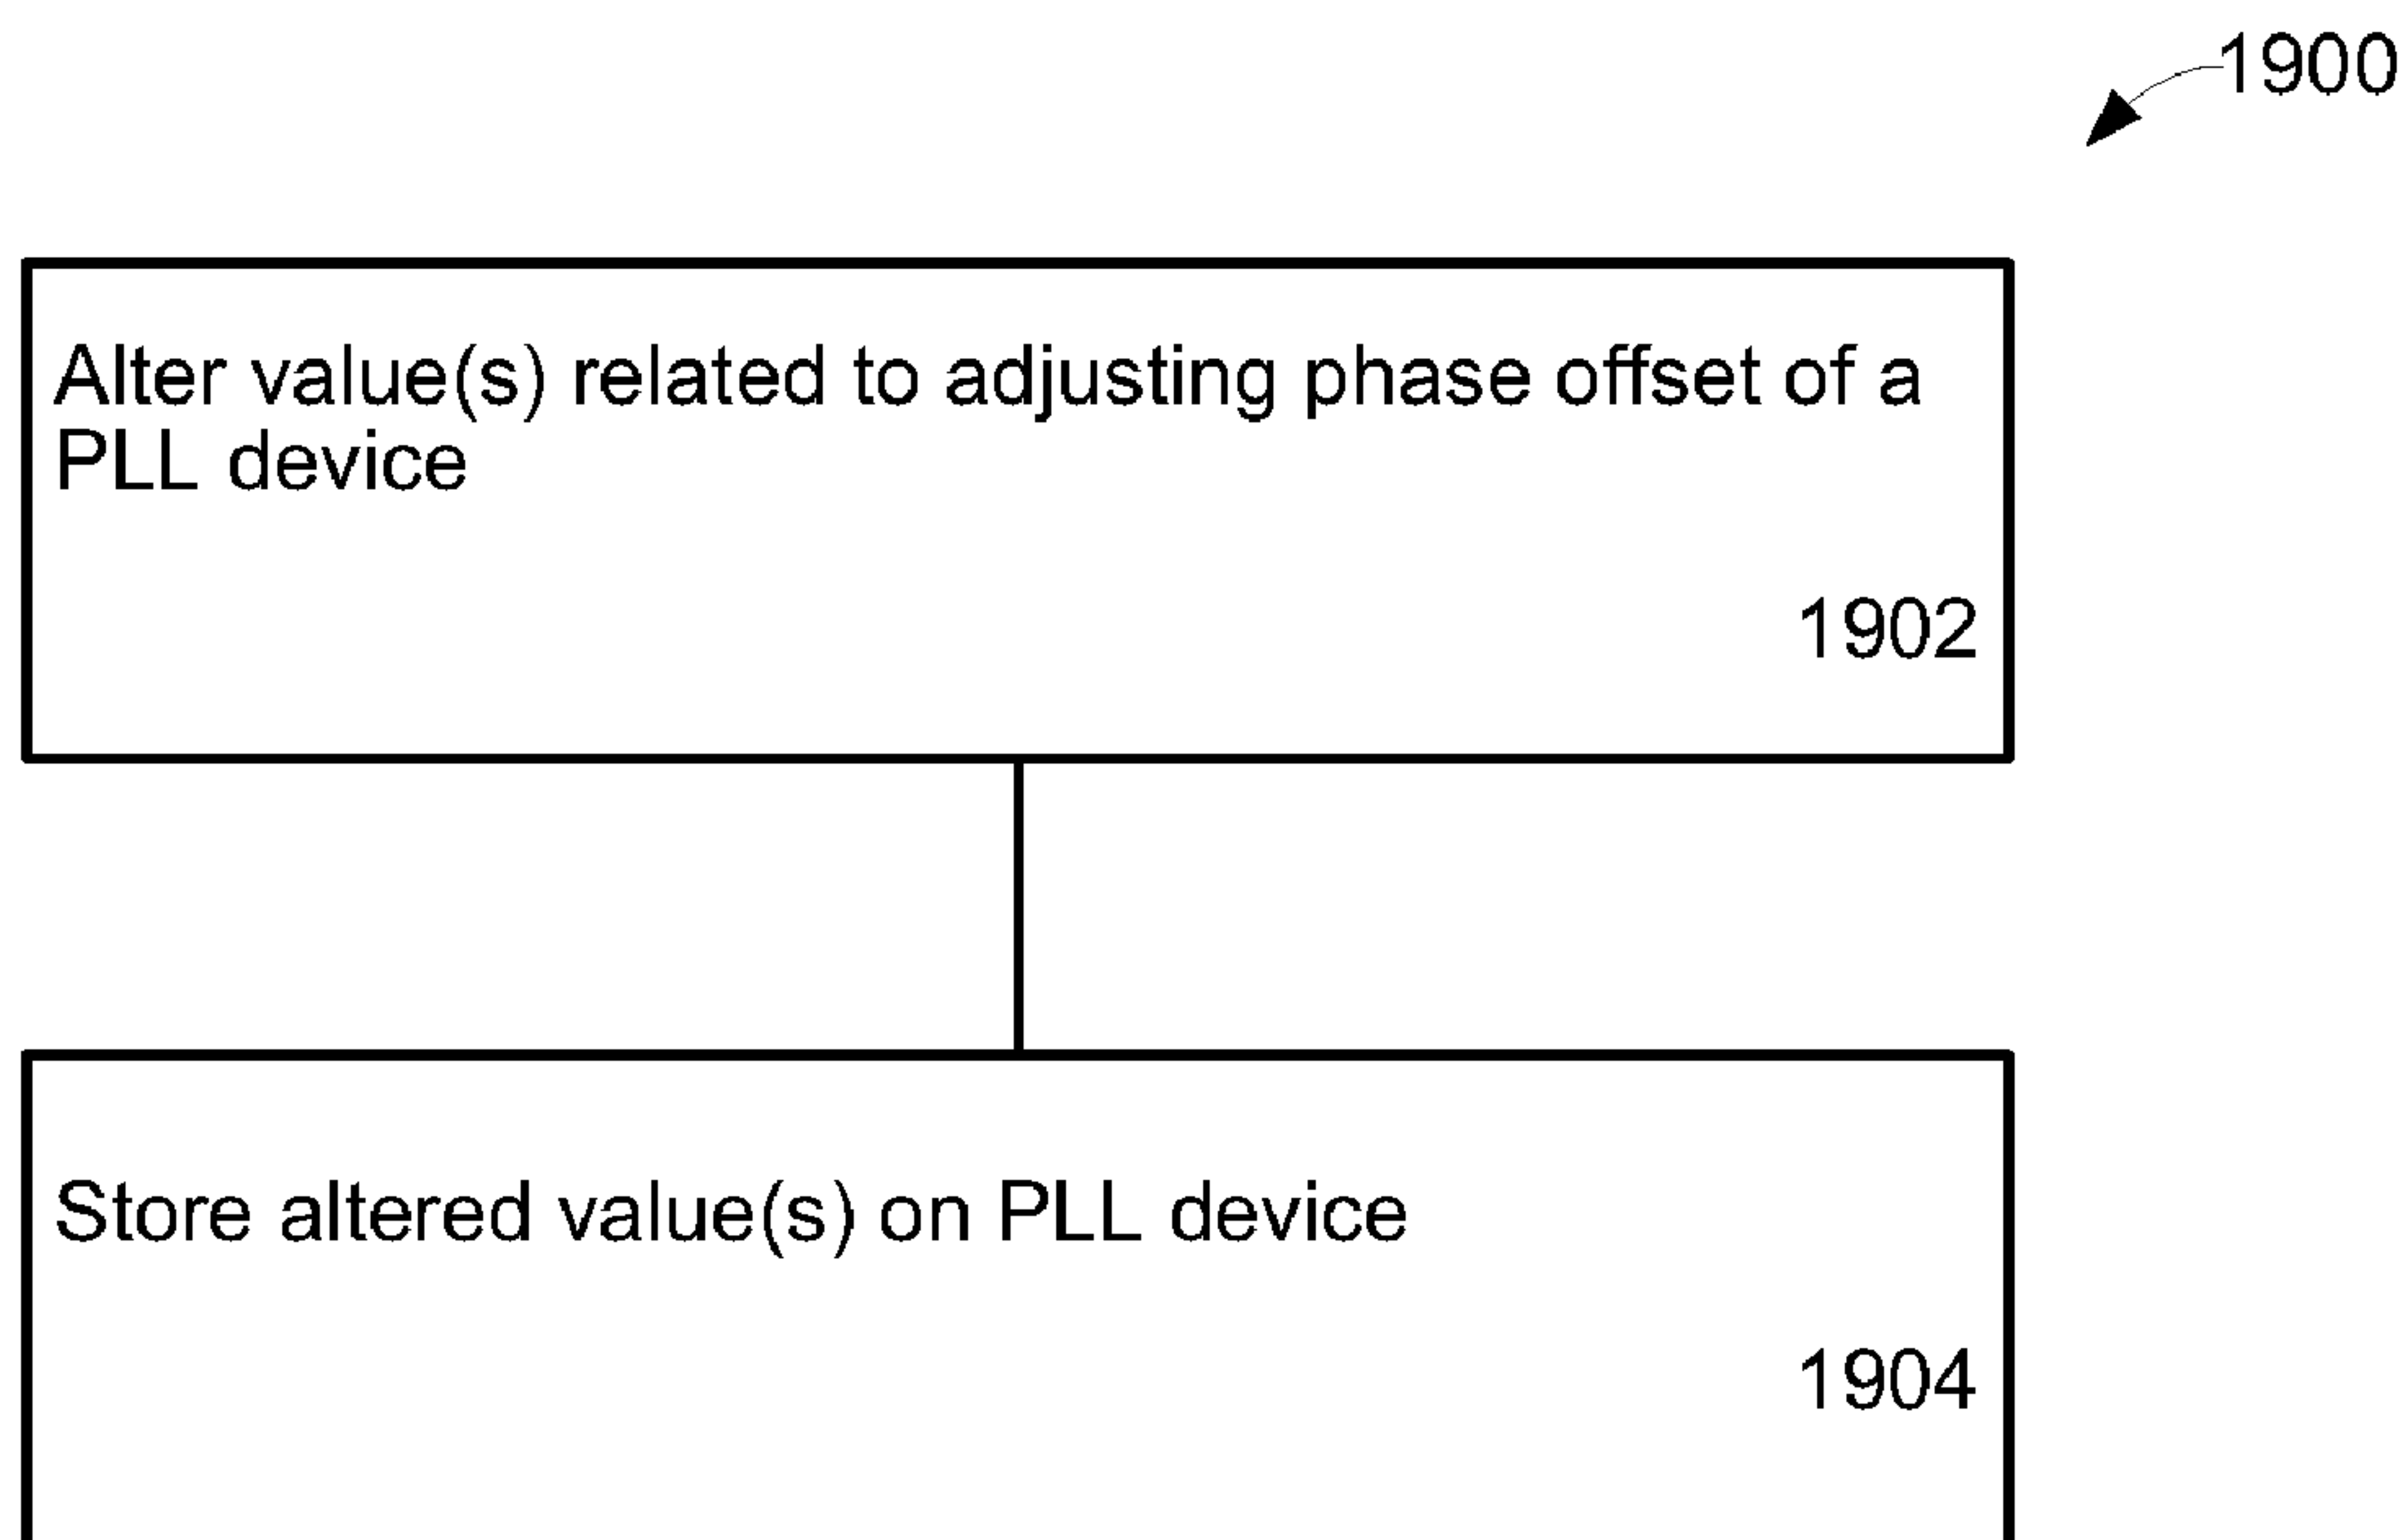 1900
Alter value(s) related to adjusting phase offset of a
PLL device
1902
Store altered value(s) on PLL device
1904